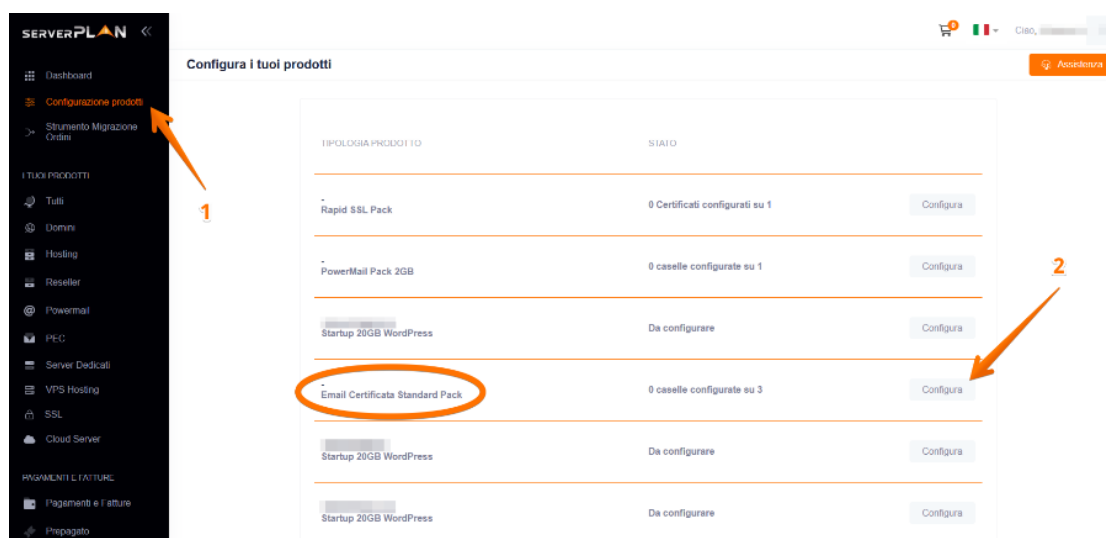 SERVERPLAN
0
Ciao,
Configura i tuoi prodotti
Assistenza
Dashboard
Configurazione prodotti
Strumento Migrazione
Ordini
I TUOI PRODOTTI
Tutti
Domini
Hosting
Reseller
Powermail
PEC
Server Dedicati
VPS Hosting
SSL
Cloud Server
PAGAMENTI E FATTURE
Pagamenti e Fatture
Prepagato
1
2
TIPOLOGIA PRODOTTO STATO
-
Rapid SSL Pack 0 Certificati configurati su 1 Configura
-
PowerMail Pack 2GB 0 caselle configurate su 1 Configura
Startup 20GB WordPress Da configurare Configura
-
Email Certificata Standard Pack 0 caselle configurate su 3 Configura
Startup 20GB WordPress Da configurare Configura
Startup 20GB WordPress Da configurare Configura